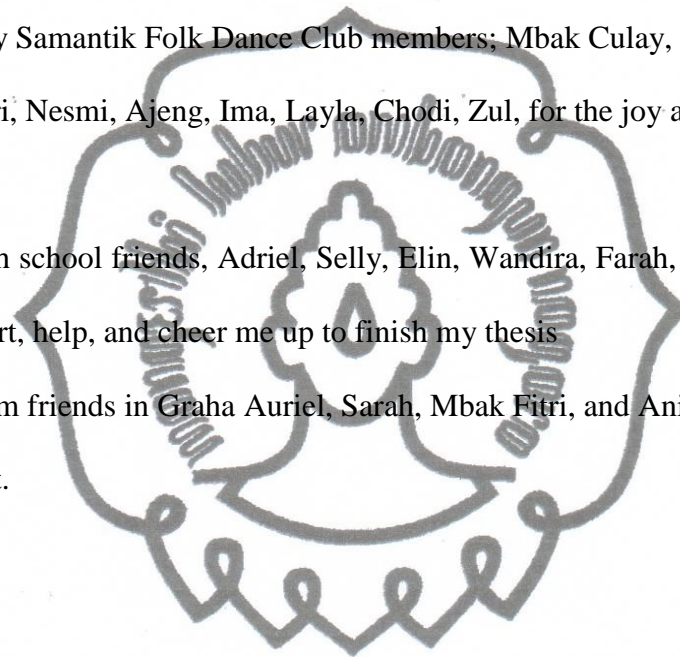 y Samantik Folk Dance Club members; Mbak Culay,
ri, Nesmi, Ajeng, Ima, Layla, Chodi, Zul, for the joy a
n school friends, Adriel, Selly, Elin, Wandira, Farah,
rt, help, and cheer me up to finish my thesis
m friends in Graha Auriel, Sarah, Mbak Fitri, and Ani
t.